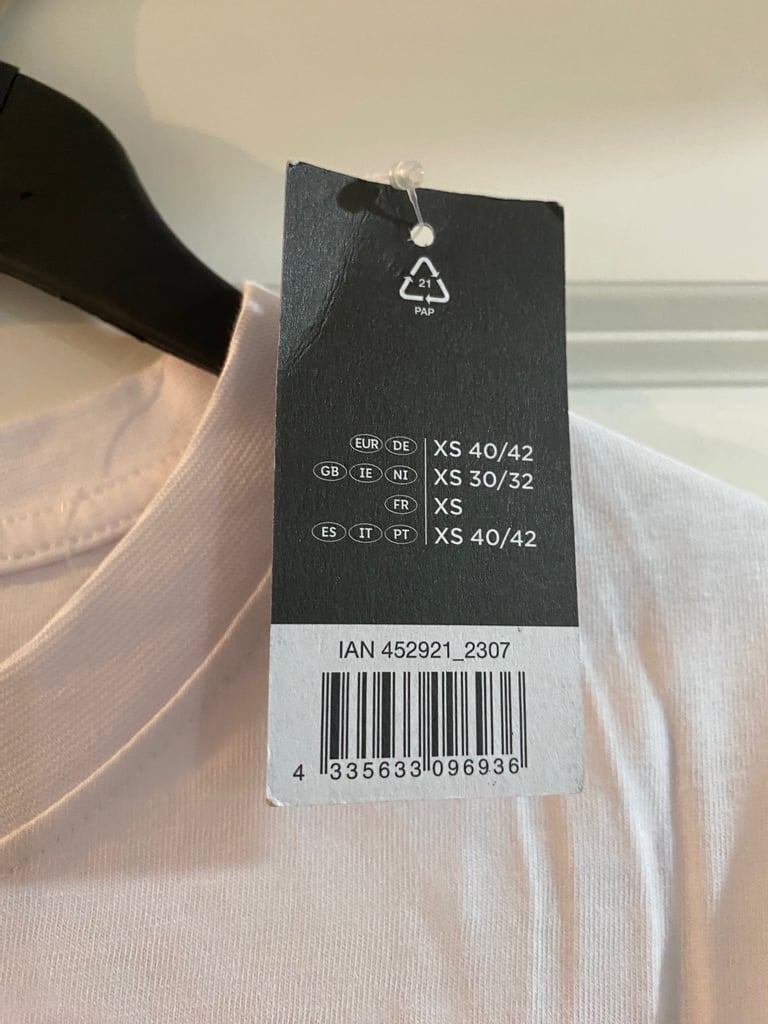 21
PAP
EUR DE XS 40/42
GB IE NI XS 30/32
FR XS
ES IT PT XS 40/42
IAN 452921_2307
4 335633 096936